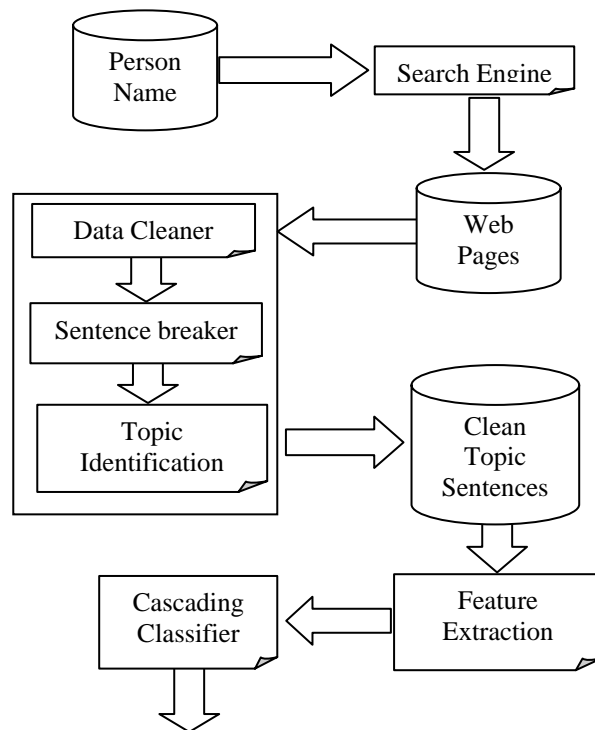 Person
Name
Search Engine
Web
Pages
Data Cleaner
Sentence breaker
Topic
Identification
Clean
Topic
Sentences
Feature
Extraction
Cascading
Classifier